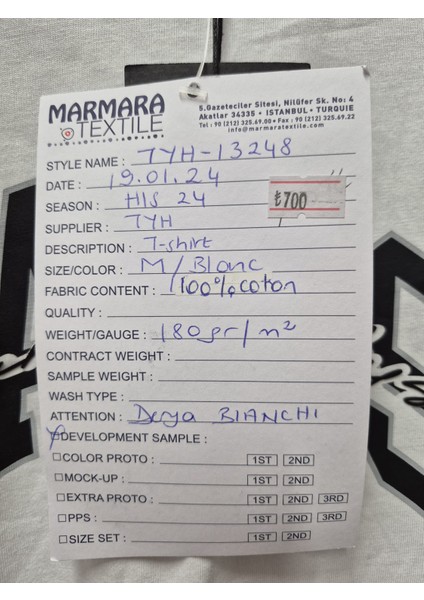 MARMARA
TEXTILE
5.Gazeteciler Sitesi, Nilüfer Sk. No: 4
Akatlar 34335 • ISTANBUL - TURQUIE
Tel : 90 (212) 325.69.00 • Fax : 90 (212) 325.69.22
info@marmaratextile.com
STYLE NAME : TYH-13248
DATE : 19.01.24
SEASON : H1S 24
₺700
SUPPLIER : TYH
DESCRIPTION : T-shirt
SIZE/COLOR : M/Blanc
FABRIC CONTENT : 100% coton
QUALITY :
WEIGHT/GAUGE : 180gr/m²
CONTRACT WEIGHT :
SAMPLE WEIGHT :
WASH TYPE :
ATTENTION : Derya BIANCHI
DEVELOPMENT SAMPLE :
COLOR PROTO : 1ST 2ND
MOCK-UP : 1ST 2ND
EXTRA PROTO : 1ST 2ND 3RD
PPS : 1ST 2ND 3RD
SIZE SET : 1ST 2ND